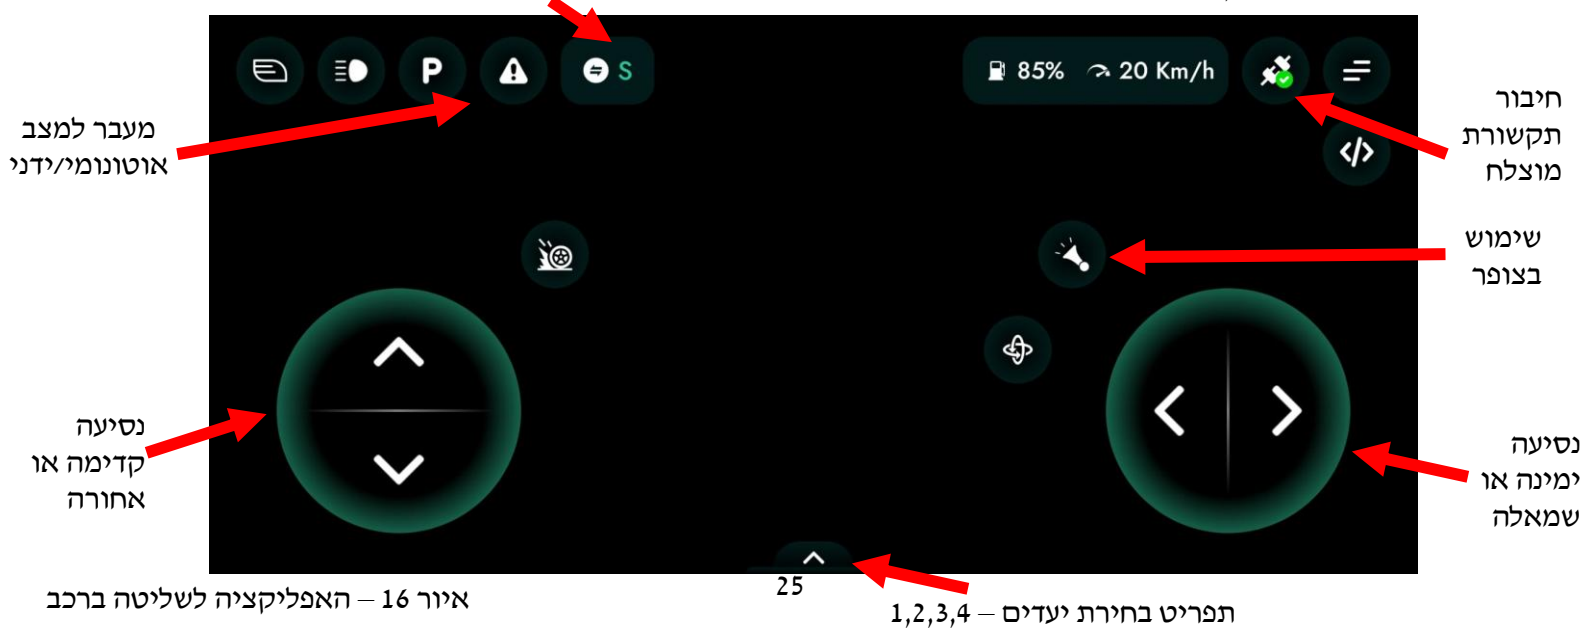 P
S
85%
20 Km/h
</>
חיבור
תקשורת
מוצלח
מעבר למצב
אוטונומי/ידני
שימוש
בצופר
נסיעה
קדימה או
אחורה
נסיעה
ימינה או
שמאלה
25
תפריט בחירת יעדים – 1,2,3,4
איור 16 – האפליקציה לשליטה ברכב